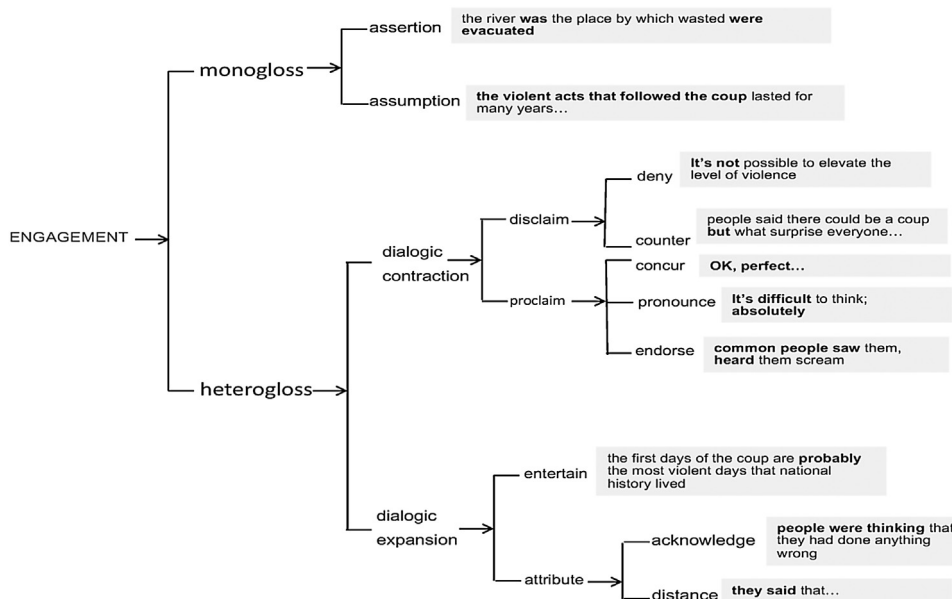 assertion
the river was the place by which wasted were
evacuated
monogloss
assumption
the violent acts that followed the coup lasted for
many years…
ENGAGEMENT
heterogloss
dialogic
contraction
disclaim
deny
It's not possible to elevate the
level of violence
counter
people said there could be a coup
but what surprise everyone…
proclaim
concur
OK, perfect…
pronounce
It's difficult to think;
absolutely
endorse
common people saw them,
heard them scream
dialogic
expansion
entertain
the first days of the coup are probably
the most violent days that national
history lived
attribute
acknowledge
people were thinking that
they had done anything
wrong
distance
they said that…